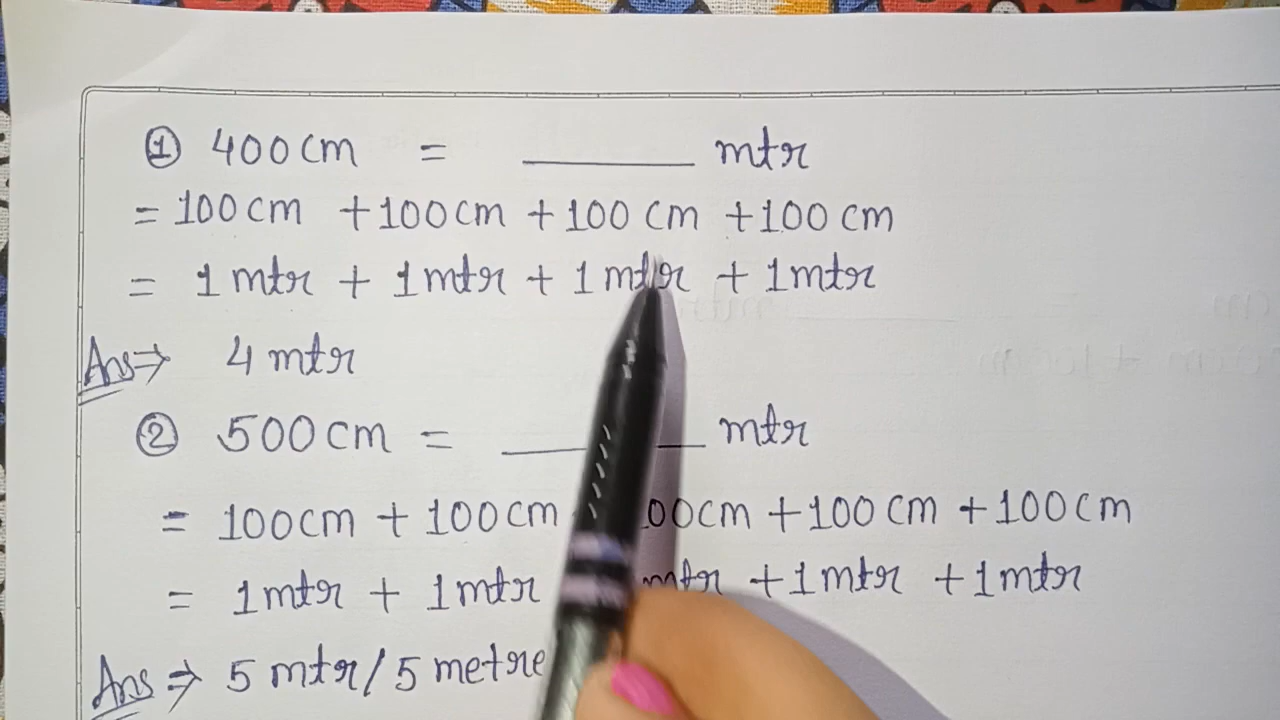 ① 400 cm = ______ mtr
= 100 cm + 100 cm + 100 cm + 100 cm
= 1 mtr + 1 mtr + 1 mtr + 1 mtr
Ans ⇒ 4 mtr
② 500 cm = ______ mtr
= 100 cm + 100 cm 00 cm + 100 cm + 100 cm
= 1 mtr + 1 mtr mtr + 1 mtr + 1 mtr
Ans ⇒ 5 mtr / 5 metre